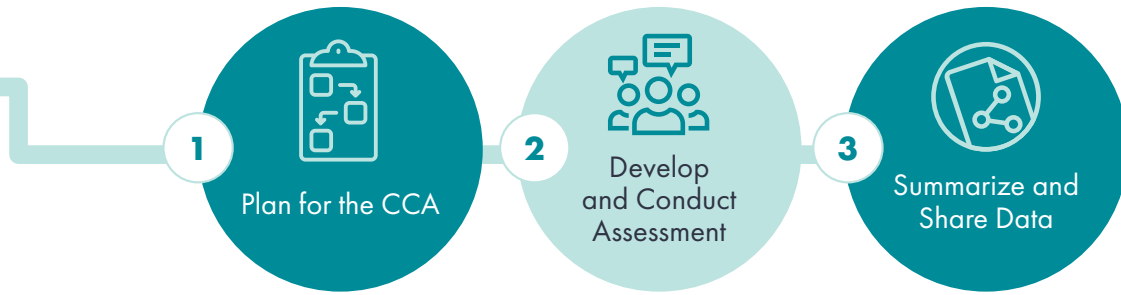 1
Plan for the CCA
2
Develop
and Conduct
Assessment
3
Summarize and
Share Data